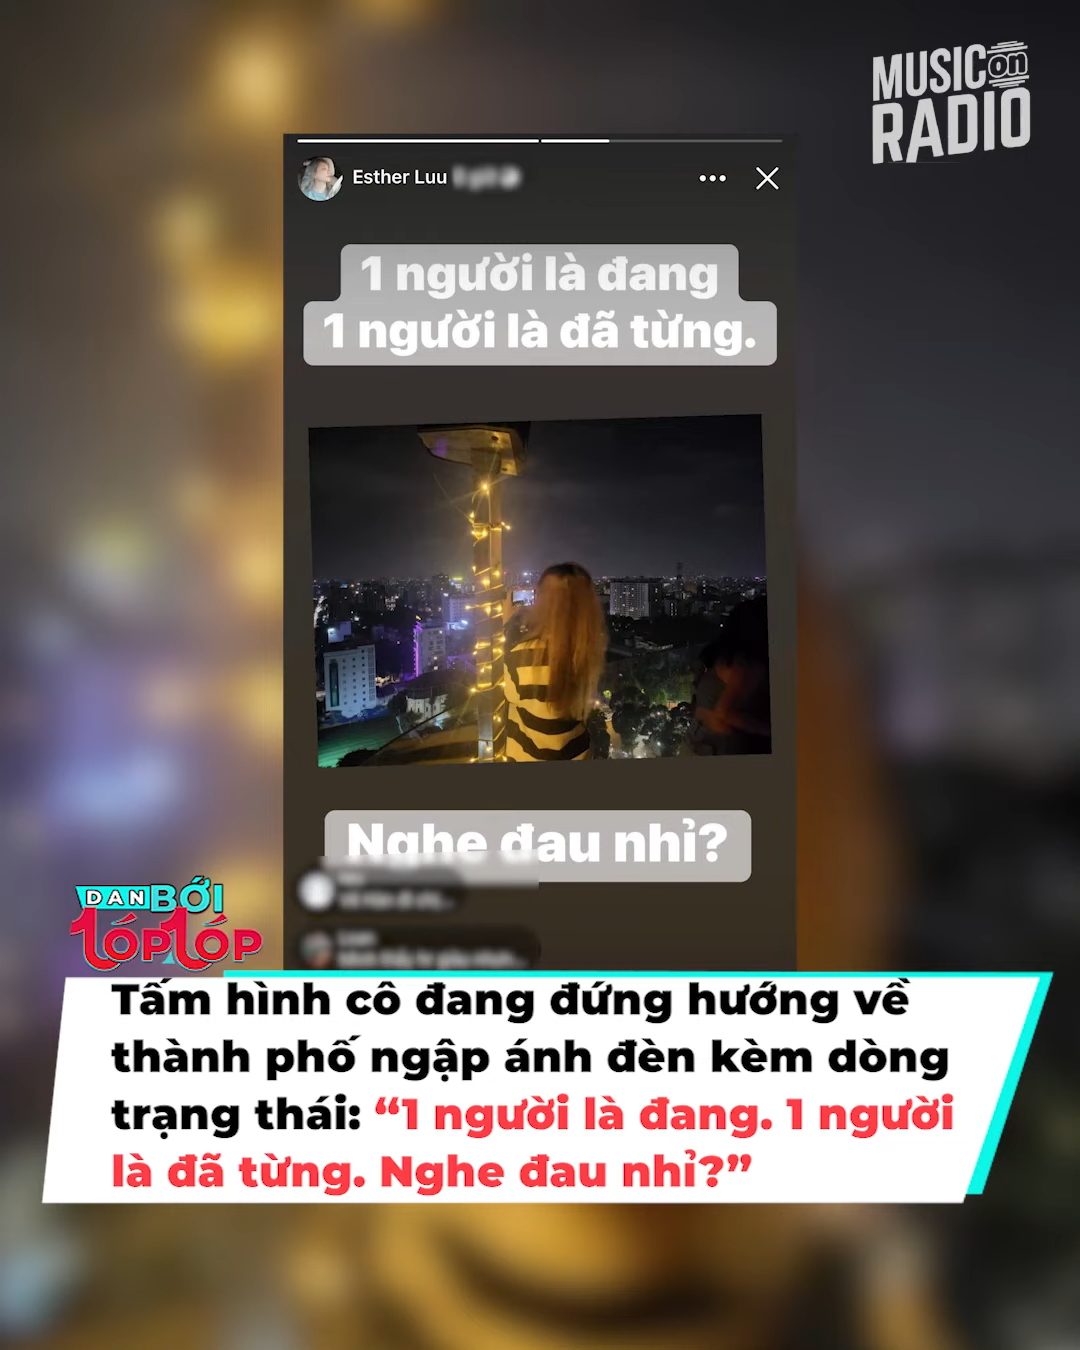 MUSIC on
RADIO
Esther Luu
1 người là đang
1 người là đã từng.
Nghe đau nhỉ?
DAN BỚI
TÓP TÓP
Tấm hình cô đang đứng hướng về
thành phố ngập ánh đèn kèm dòng
trạng thái: “1 người là đang. 1 người
là đã từng. Nghe đau nhỉ?”